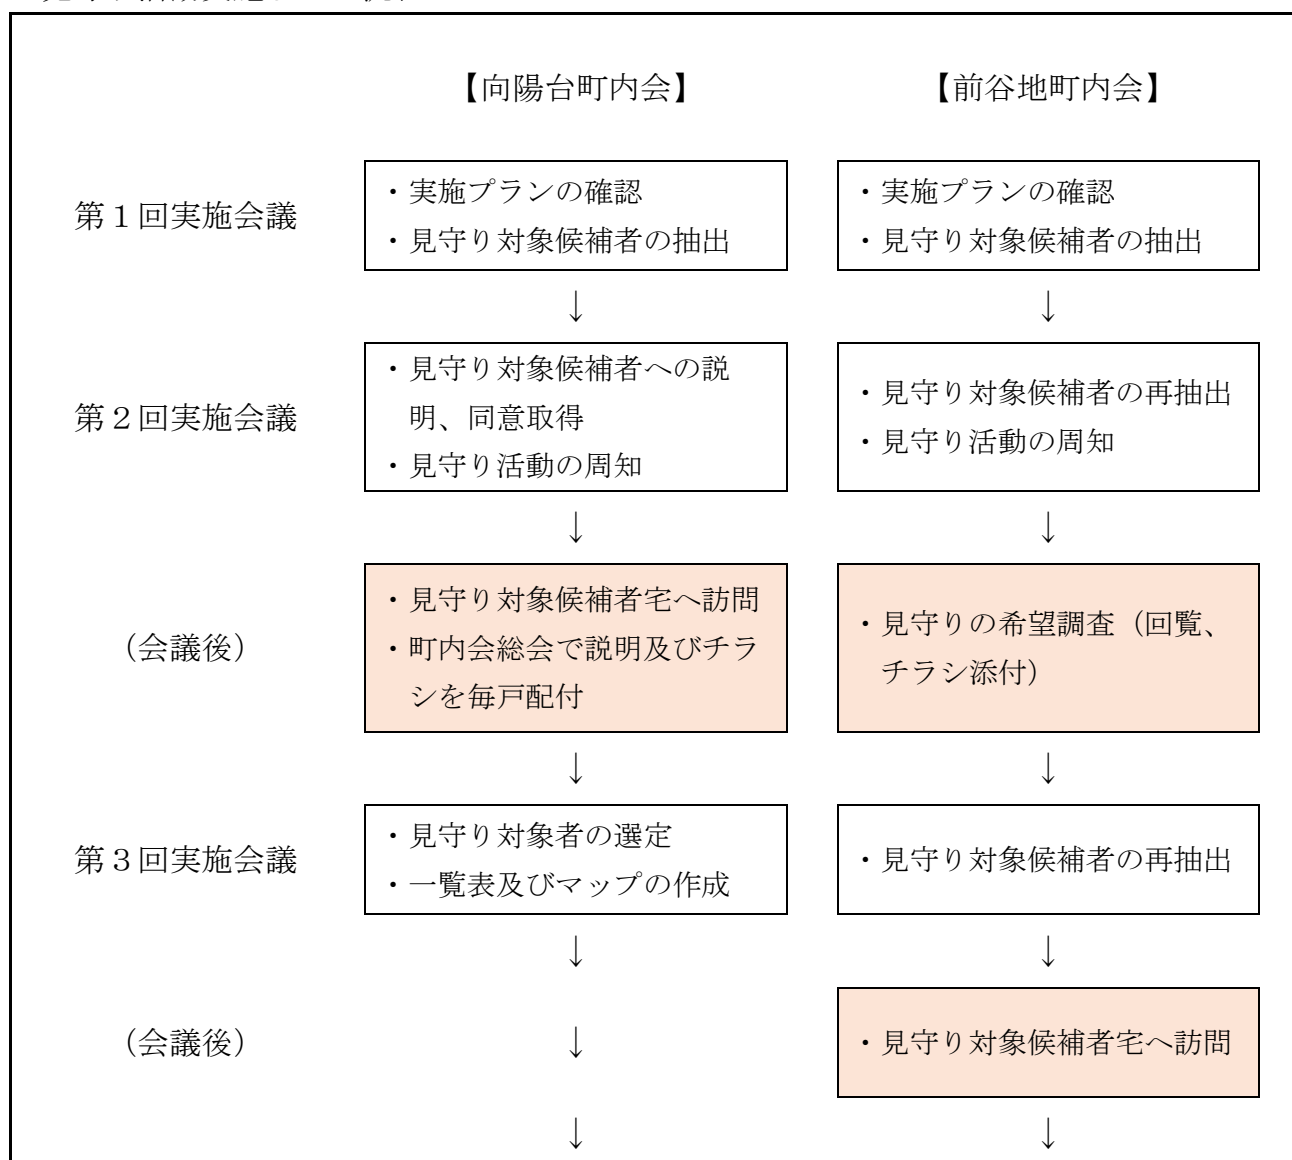 【向陽台町内会】 【前谷地町内会】
第1回実施会議
・実施プランの確認
・見守り対象候補者の抽出
・実施プランの確認
・見守り対象候補者の抽出
↓ ↓
第2回実施会議
・見守り対象候補者への説
明、同意取得
・見守り活動の周知
・見守り対象候補者の再抽出
・見守り活動の周知
↓ ↓
（会議後）
・見守り対象候補者宅へ訪問
・町内会総会で説明及びチラ
シを毎戸配付
・見守りの希望調査（回覧、
チラシ添付）
↓ ↓
第3回実施会議
・見守り対象者の選定
・一覧表及びマップの作成
・見守り対象候補者の再抽出
↓ ↓
（会議後）
↓
・見守り対象候補者宅へ訪問
↓ ↓